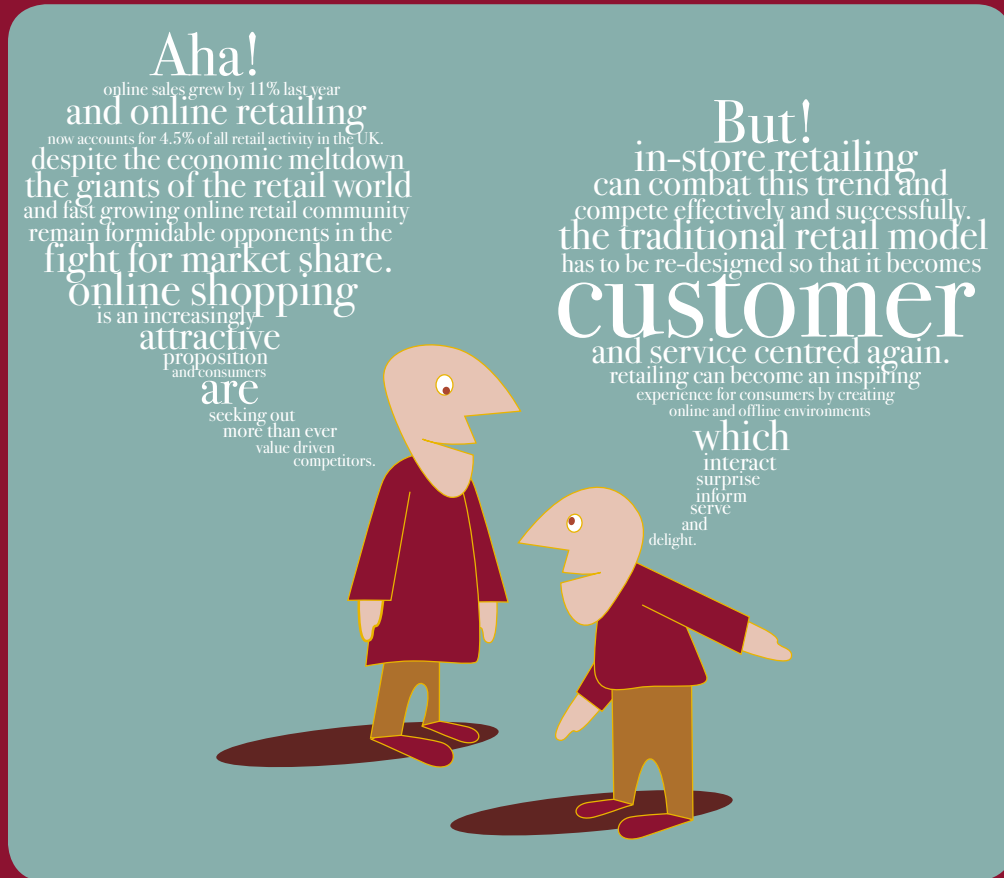 Aha!
online sales grew by 11% last year
and online retailing
now accounts for 4.5% of all retail activity in the UK.
despite the economic meltdown
the giants of the retail world
and fast growing online retail community
remain formidable opponents in the
fight for market share.
online shopping
is an increasingly
attractive
proposition
and consumers
are
seeking out
more than ever
value driven
competitors.
But!
in-store retailing
can combat this trend and
compete effectively and successfully.
the traditional retail model
has to be re-designed so that it becomes
customer
and service centred again.
retailing can become an inspiring
experience for consumers by creating
online and offline environments
which
interact
surprise
inform
serve
and
delight.